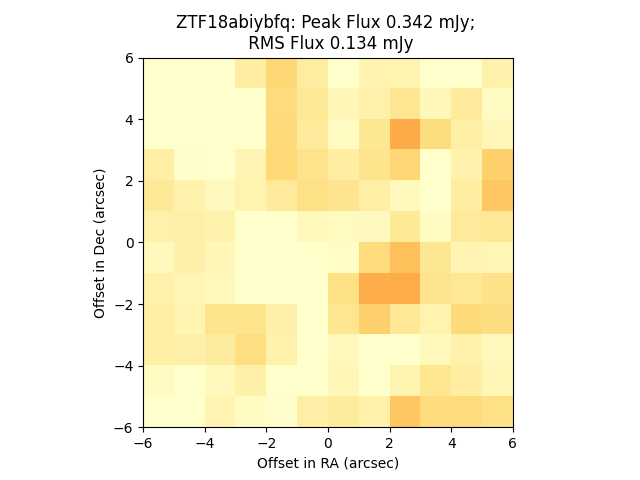 ZTF18abiybfq: Peak Flux 0.342 mJy;
RMS Flux 0.134 mJy
6
4
2
0
−2
−4
−6
Offset in Dec (arcsec)
−6 −4 −2 0 2 4 6
Offset in RA (arcsec)